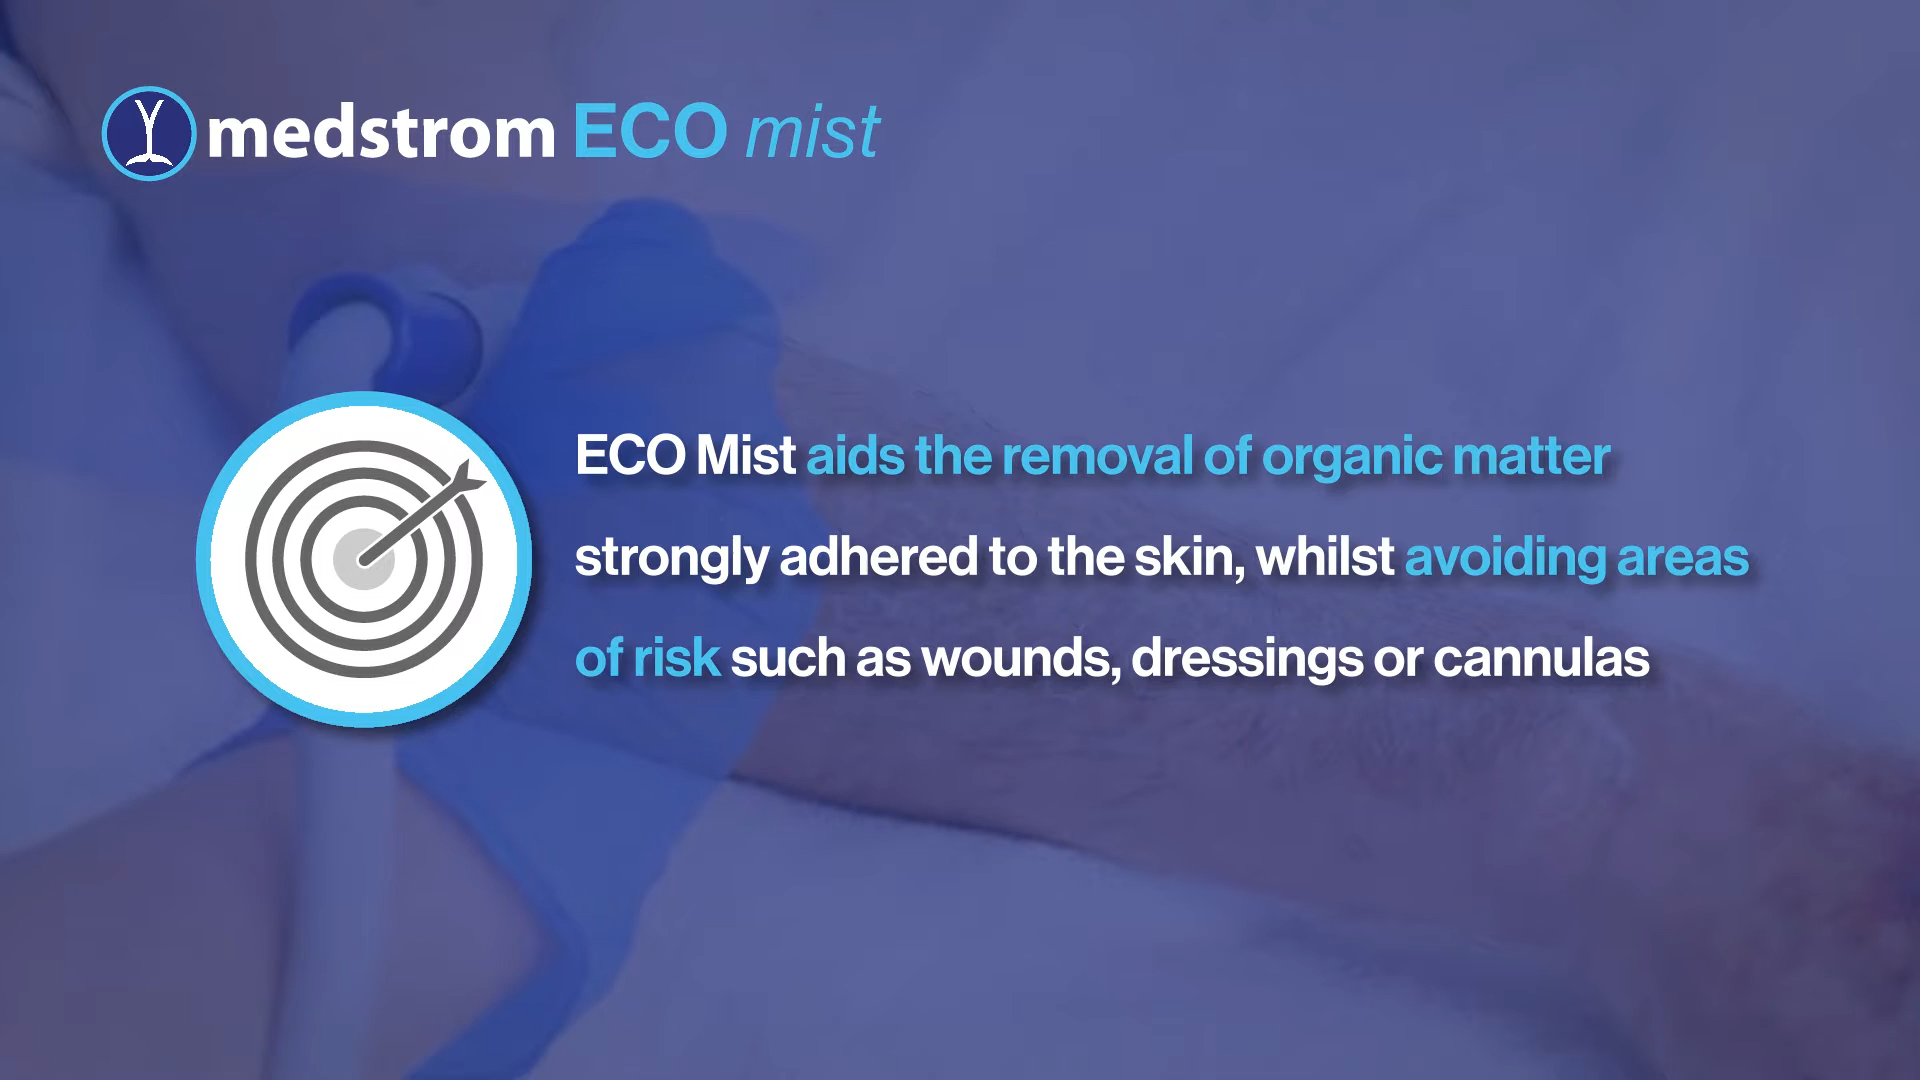 medstrom ECO mist
ECO Mist aids the removal of organic matter
strongly adhered to the skin, whilst avoiding areas
of risk such as wounds, dressings or cannulas